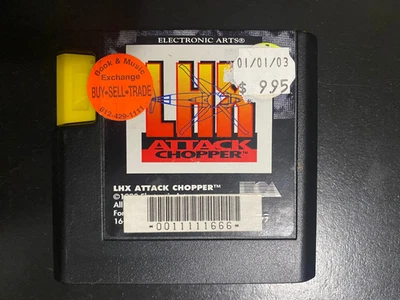 ELECTRONIC ARTS®
Book & Music
Exchange
BUY•SELL•TRADE
01/01/03
$ 9.95
LHX
ATTACK
CHOPPER™
LHX ATTACK CHOPPER™
EA
-0011111666-